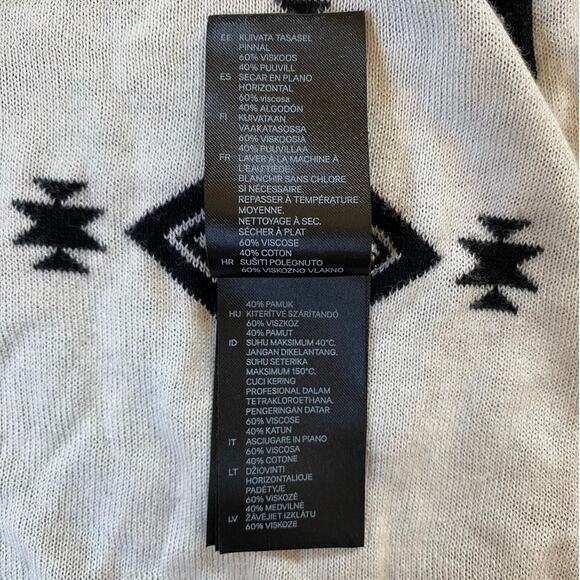 EE KUIVATA TASASEL
PINNAL
60% VISKOOS
40% PUUVILL
ES SECAR EN PLANO
HORIZONTAL
60% viscosa
40% ALGODÓN
FI KUIVATAAN
VAAKATASOSSA
60% VISKOOSIA
40% PUUVILLAA
FR LAVER À LA MACHINE À
L'EAU TIÈDE.
BLANCHIR SANS CHLORE
SI NÉCESSAIRE.
REPASSER À TEMPÉRATURE
MOYENNE.
NETTOYAGE À SEC.
SÉCHER À PLAT
60% VISCOSE
40% COTON
HR SUŠITI POLEGNUTO
60% VISKOZNO VLAKNO
40% PAMUK
HU KITERÍTVE SZÁRÍTANDÓ
60% VISZKÓZ
40% PAMUT
ID SUHU MAKSIMUM 40°C.
JANGAN DIKELANTANG.
SUHU SETERIKA
MAKSIMUM 150°C.
CUCI KERING
PROFESIONAL DALAM
TETRAKLOROETHANA.
PENGERINGAN DATAR
60% VISCOSE
40% KATUN
IT ASCIUGARE IN PIANO
60% VISCOSA
40% COTONE
LT DŽIOVINTI
HORIZONTALIOJE
PADĖTYJE
60% VISKOZĖ
40% MEDVILNĖ
LV ŽĀVĒJIET IZKLĀTU
60% VISKOZE